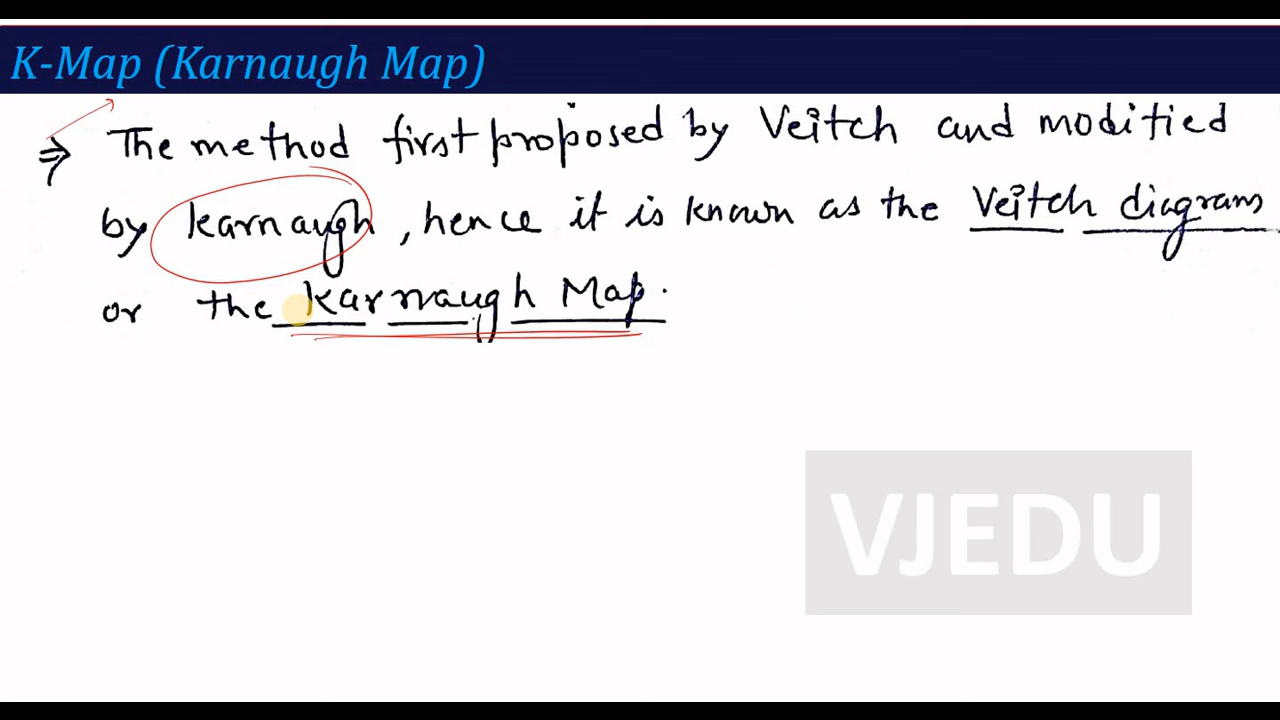 K-Map (Karnaugh Map)
⇒ The method first proposed by Veitch and modified
by karnaugh, hence it is known as the Veitch diagram
or the Karnaugh Map.
VJEDU